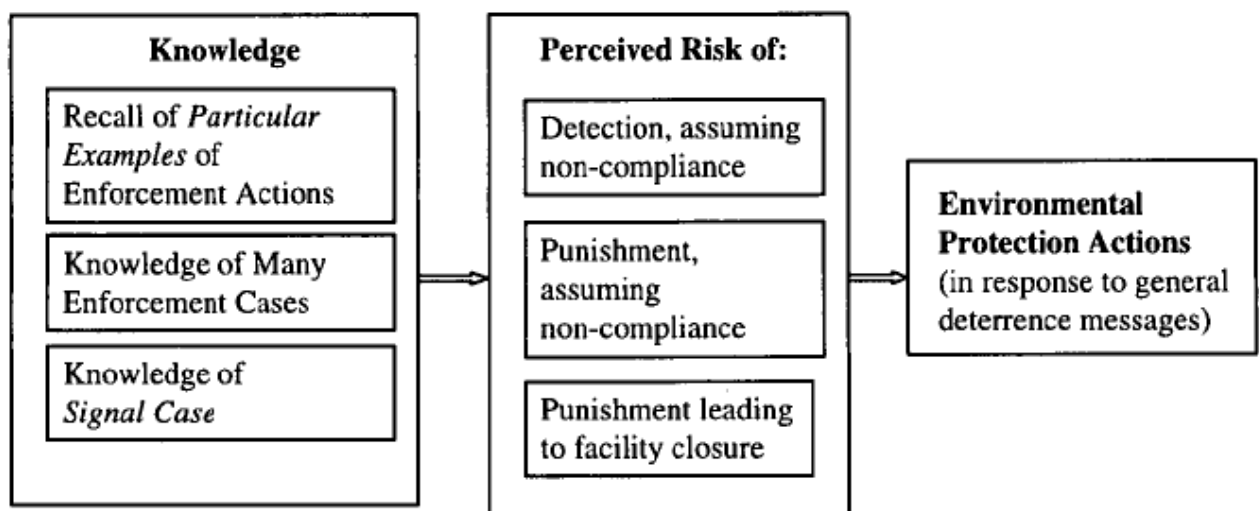 Knowledge
Recall of Particular
Examples of
Enforcement Actions
Knowledge of Many
Enforcement Cases
Knowledge of
Signal Case
Perceived Risk of:
Detection, assuming
non-compliance
Punishment,
assuming
non-compliance
Punishment leading
to facility closure
Environmental
Protection Actions
(in response to general
deterrence messages)